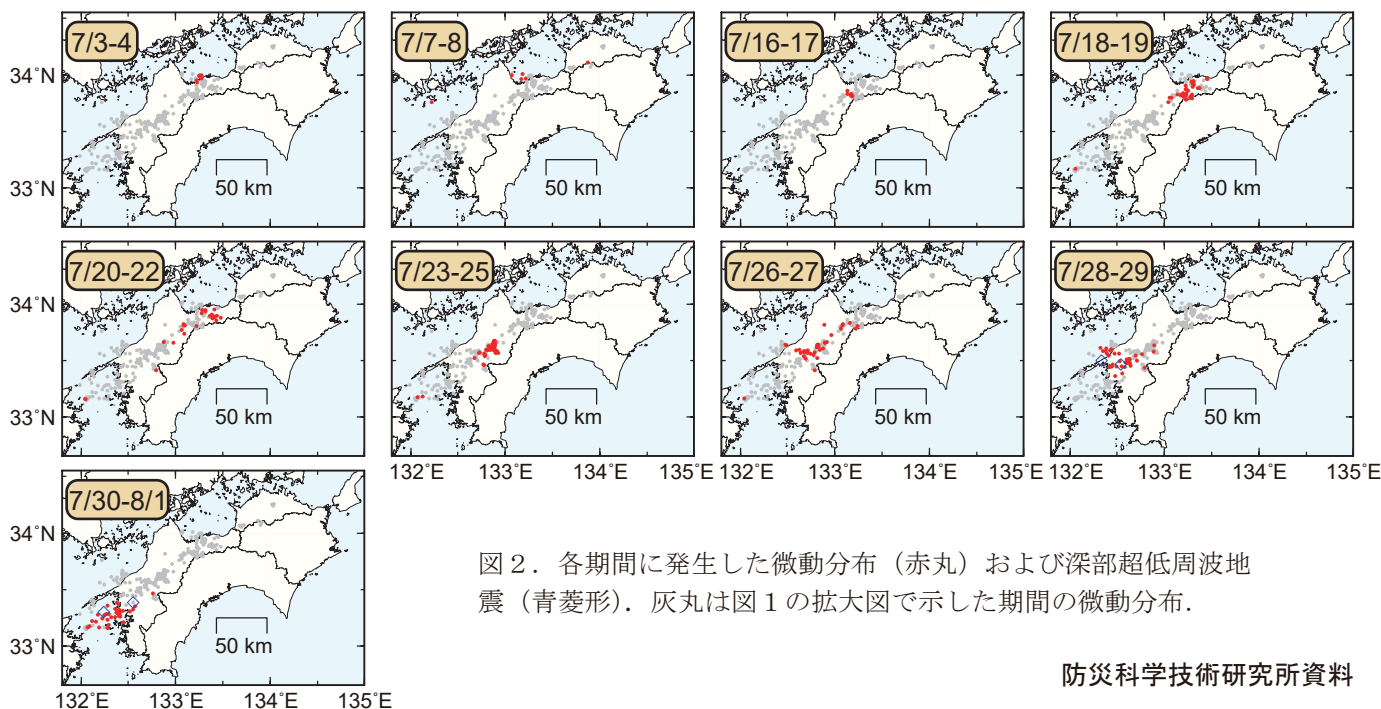 7/3-4
7/7-8
7/16-17
7/18-19
34°N
33°N
50 km
50 km
50 km
50 km
7/20-22
7/23-25
7/26-27
7/28-29
34°N
33°N
50 km
50 km
50 km
50 km
132°E 133°E 134°E 135°E
132°E 133°E 134°E 135°E
132°E 133°E 134°E 135°E
7/30-8/1
34°N
33°N
50 km
132°E 133°E 134°E 135°E
図2．各期間に発生した微動分布（赤丸）および深部超低周波地
震（青菱形）．灰丸は図1の拡大図で示した期間の微動分布．
防災科学技術研究所資料